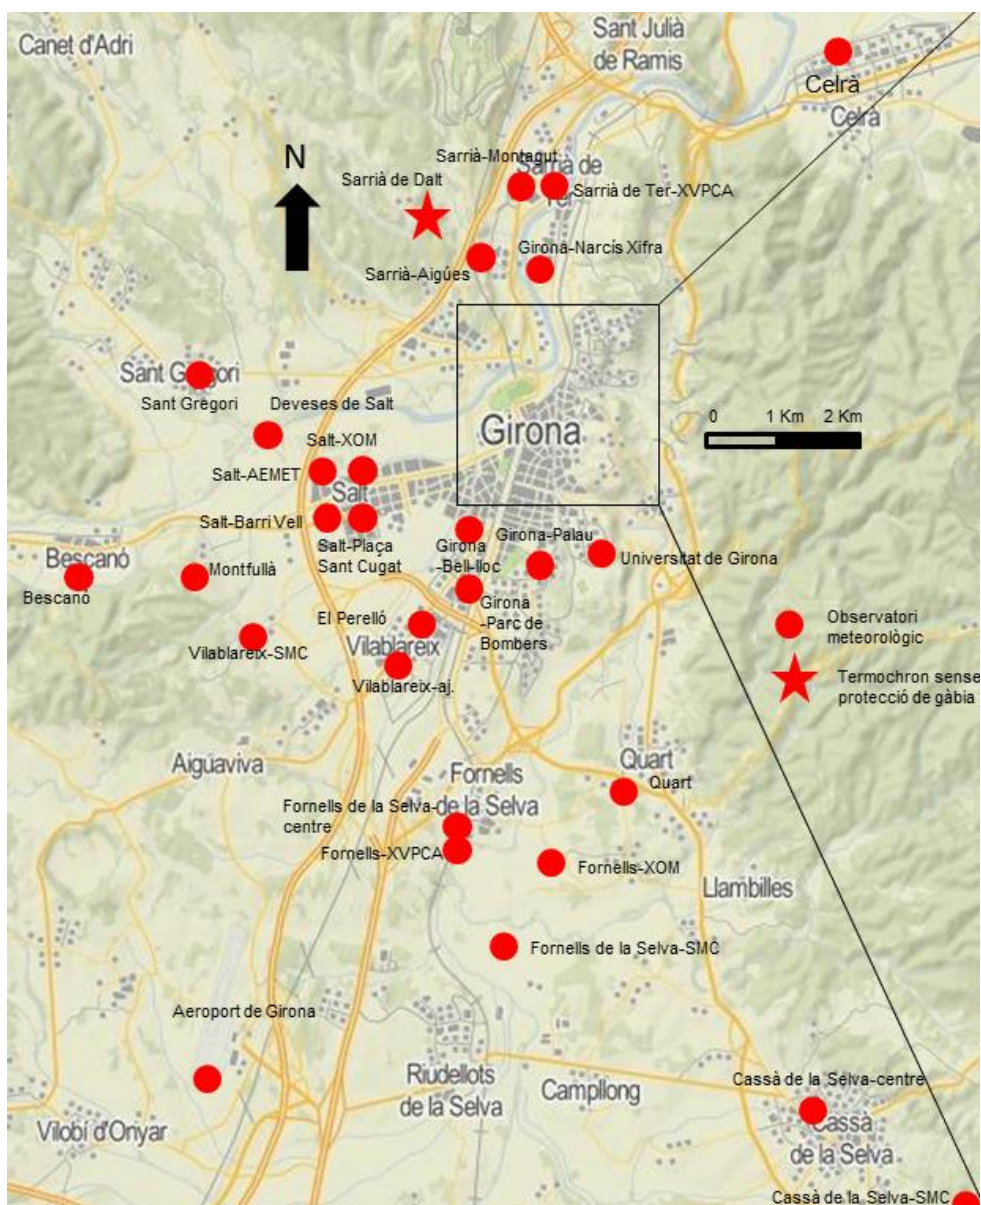 Canet d'Adri
Sant Julià
de Ramis
Celrà
Celrà
N
Sarrià-Montagut
Sarrià de
Ter
Sarrià de Dalt
Sarrià de Ter-XVPCA
Girona-Narcís Xifra
Sarrià-Aigües
Sant Gregori
Sant Gregori
Deveses de Salt
0 1 Km 2 Km
Girona
Salt-XOM
Salt-AEMET
Salt
Salt-Barri Vell
Salt-Plaça
Sant Cugat
Girona
-Bell-lloc
Girona-Palau
Universitat de Girona
Bescanó
Bescanó
Montfullà
Girona
-Parc de
Bombers
El Perelló
Vilablareix
Vilablareix-SMC
Vilablareix-aj.
Observatori
meteorològic
Termochron sense
protecció de gàbia
Aiguaviva
Quart
Quart
Fornells
de la Selva
Fornells de la Selva-
centre
Fornells-XVPCA
Fornells-XOM
Llambilles
Fornells de la Selva-SMC
Aeroport de Girona
Riudellots
de la Selva
Campllong
Cassà de la Selva-centre
Cassà
de la Selva
Vilobí d'Onyar
Cassà de la Selva-SMC